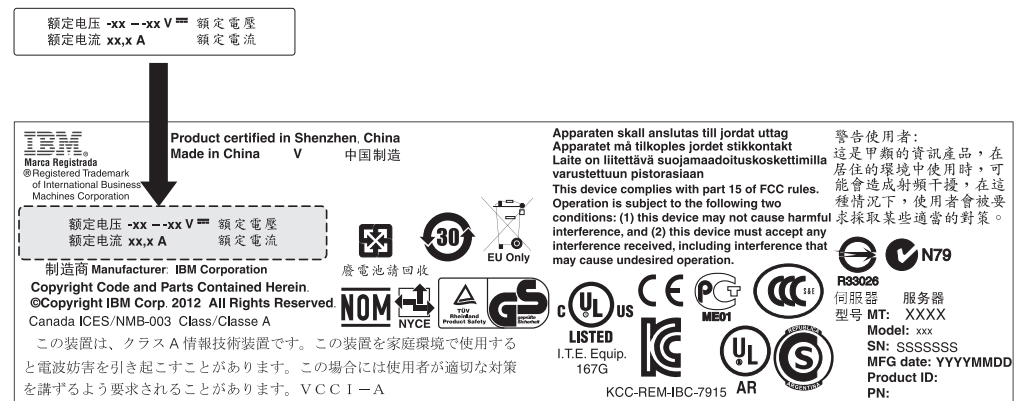 额定电压 -xx – -xx V 額定電壓
额定电流 xx,x A 額定電流
IBM®
Marca Registrada
® Registered Trademark
of International Business
Machines Corporation
Product certified in Shenzhen, China
Made in China V 中国制造
额定电压 -xx – -xx V 額定電壓
额定电流 xx,x A 額定電流
制造商 Manufacturer: IBM Corporation
Copyright Code and Parts Contained Herein.
©Copyright IBM Corp. 2012 All Rights Reserved.
Canada ICES/NMB-003 Class/Classe A
この装置は、クラスA情報技術装置です。この装置を家庭環境で使用する
と電波妨害を引き起こすことがあります。この場合には使用者が適切な対策
を講ずるよう要求されることがあります。VCCI－A
廢電池請回收
30
EU Only
NOM
NYCE
TÜV
Rheinland
Product Safety
geprüfte
Sicherheit
GS
Apparaten skall anslutas till jordat uttag
Apparatet må tilkoples jordet stikkontakt
Laite on liitettävä suojamaadoituskoskettimilla
varustettuun pistorasiaan
This device complies with part 15 of FCC rules.
Operation is subject to the following two
conditions: (1) this device may not cause harmful
interference, and (2) this device must accept any
interference received, including interference that
may cause undesired operation.
C UL US
LISTED
I.T.E. Equip.
167G
CE
PCT
ME01
CCC
S&E
KC
KCC-REM-IBC-7915
UL
AR
REPUBLICA
S
ARGENTINA
警告使用者:
這是甲類的資訊產品，在
居住的環境中使用時，可
能會造成射頻干擾，在這
種情況下，使用者會被要
求採取某些適當的對策。
R33026
N79
伺服器 服务器
型号 MT: XXXX
Model: xxx
SN: SSSSSSS
MFG date: YYYYMMDD
Product ID:
PN: